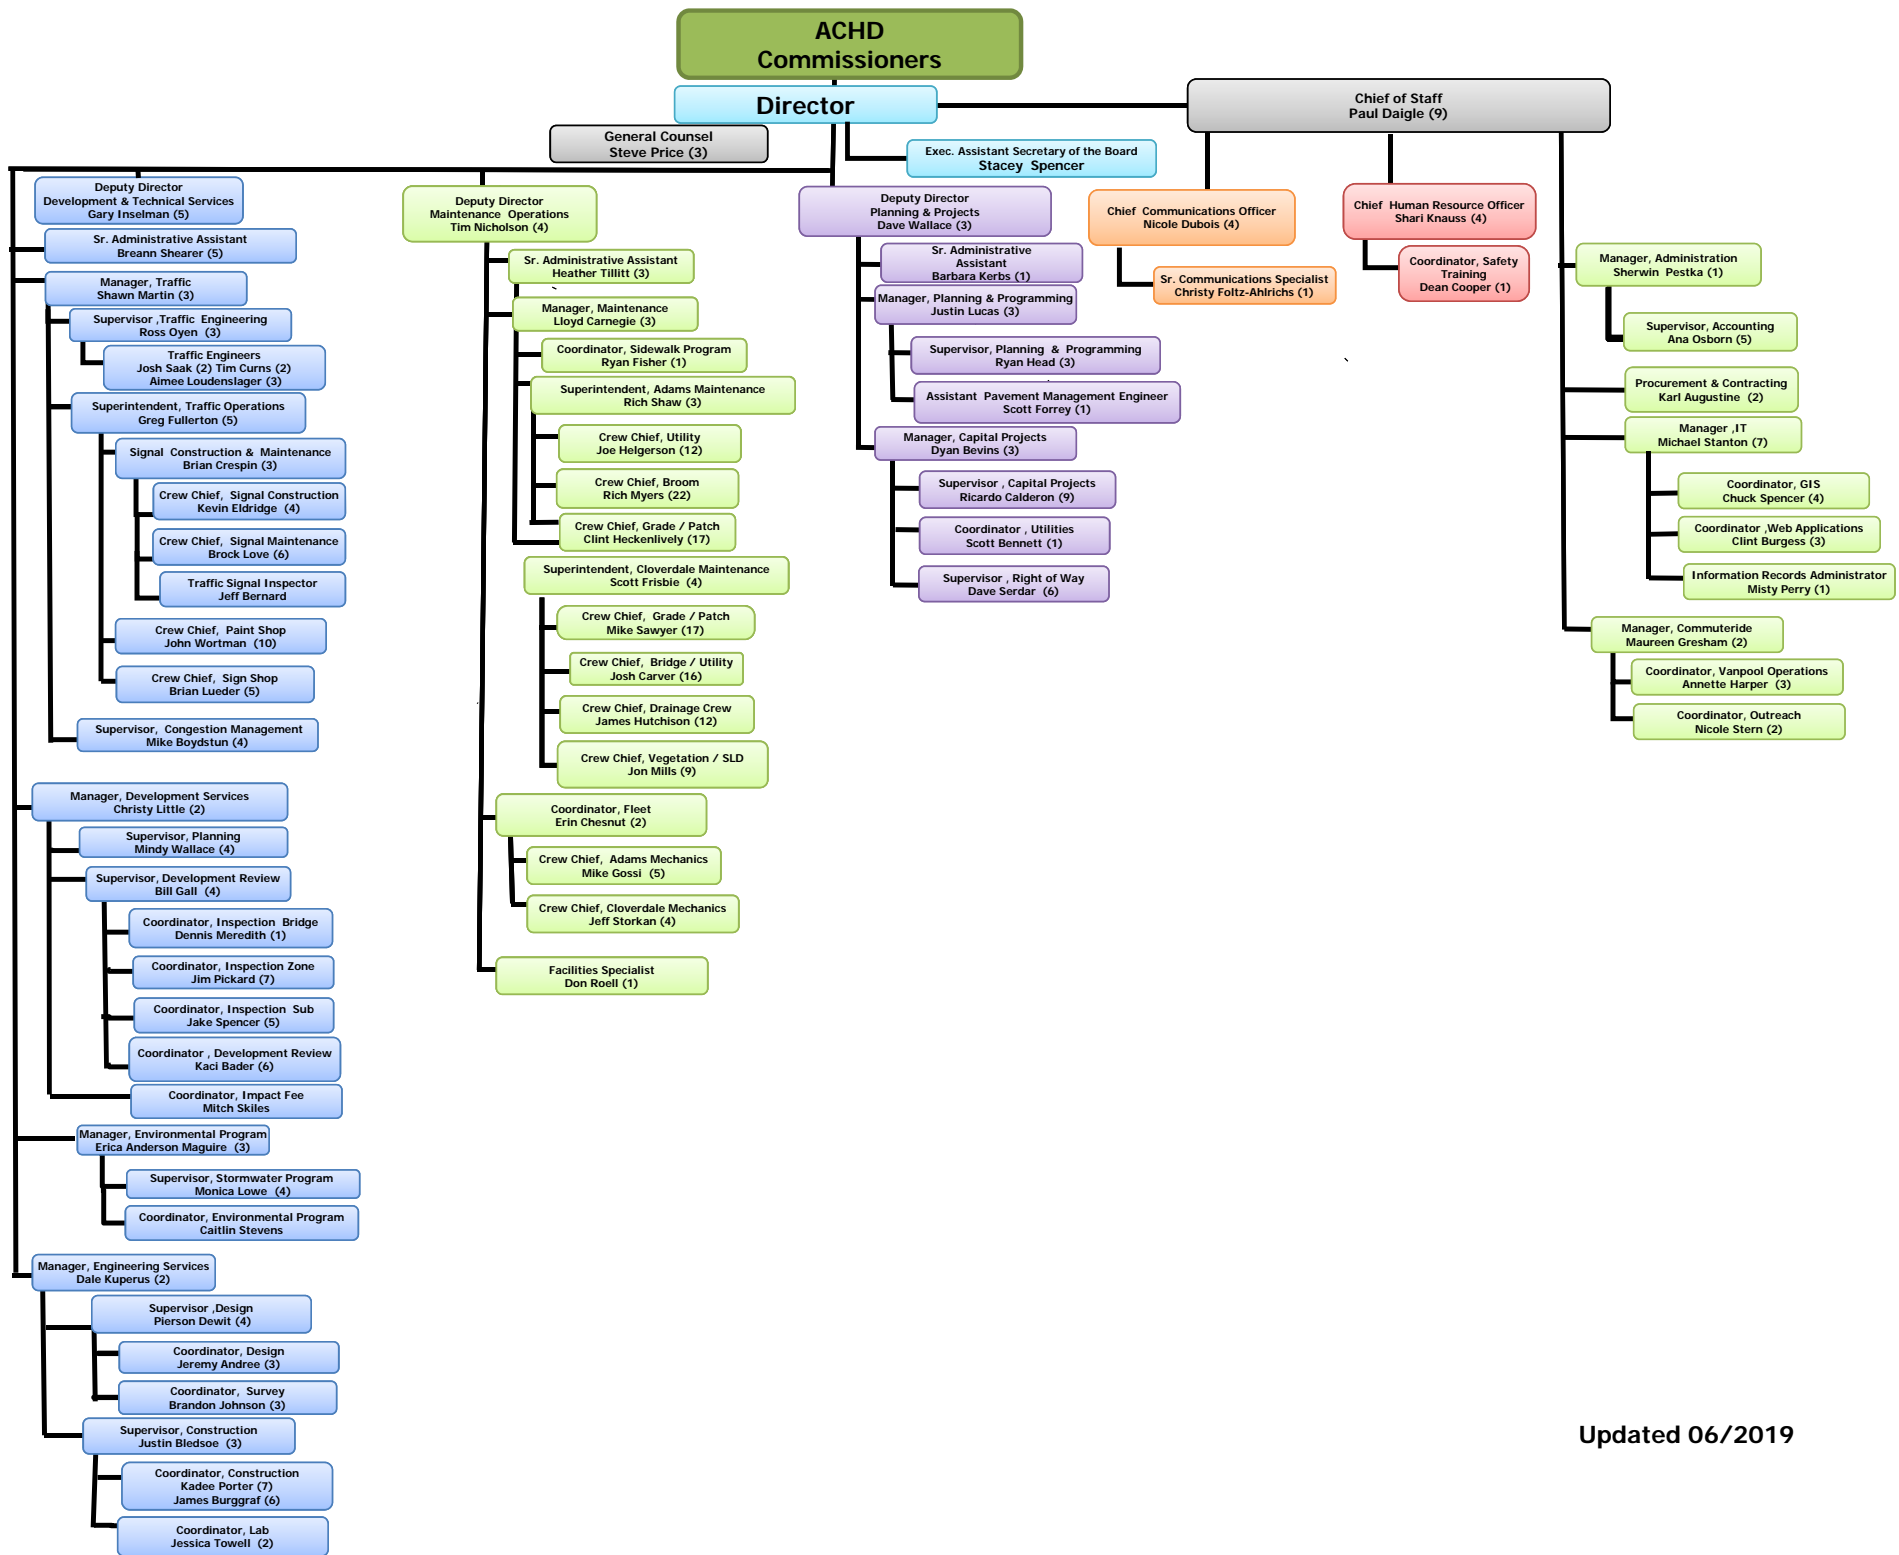 ACHD
Commissioners
Director
Chief of Staff
Paul Daigle (9)
General Counsel
Steve Price (3)
Exec. Assistant Secretary of the Board
Stacey Spencer
Deputy Director
Development & Technical Services
Gary Inselman (5)
Sr. Administrative Assistant
Breann Shearer (5)
Manager, Traffic
Shawn Martin (3)
Supervisor ,Traffic Engineering
Ross Oyen (3)
Traffic Engineers
Josh Saak (2) Tim Curns (2)
Aimee Loudenslager (3)
Superintendent, Traffic Operations
Greg Fullerton (5)
Signal Construction & Maintenance
Brian Crespin (3)
Crew Chief, Signal Construction
Kevin Eldridge (4)
Crew Chief, Signal Maintenance
Brock Love (6)
Traffic Signal Inspector
Jeff Bernard
Crew Chief, Paint Shop
John Wortman (10)
Crew Chief, Sign Shop
Brian Lueder (5)
Supervisor, Congestion Management
Mike Boydstun (4)
Manager, Development Services
Christy Little (2)
Supervisor, Planning
Mindy Wallace (4)
Supervisor, Development Review
Bill Gall (4)
Coordinator, Inspection Bridge
Dennis Meredith (1)
Coordinator, Inspection Zone
Jim Pickard (7)
Coordinator, Inspection Sub
Jake Spencer (5)
Coordinator , Development Review
Kaci Bader (6)
Coordinator, Impact Fee
Mitch Skiles
Manager, Environmental Program
Erica Anderson Maguire (3)
Supervisor, Stormwater Program
Monica Lowe (4)
Coordinator, Environmental Program
Caitlin Stevens
Manager, Engineering Services
Dale Kuperus (2)
Supervisor ,Design
Pierson Dewit (4)
Coordinator, Design
Jeremy Andree (3)
Coordinator, Survey
Brandon Johnson (3)
Supervisor, Construction
Justin Bledsoe (3)
Coordinator, Construction
Kadee Porter (7)
James Burggraf (6)
Coordinator, Lab
Jessica Towell (2)
Deputy Director
Maintenance Operations
Tim Nicholson (4)
Sr. Administrative Assistant
Heather Tillitt (3)
Manager, Maintenance
Lloyd Carnegie (3)
Coordinator, Sidewalk Program
Ryan Fisher (1)
Superintendent, Adams Maintenance
Rich Shaw (3)
Crew Chief, Utility
Joe Helgerson (12)
Crew Chief, Broom
Rich Myers (22)
Crew Chief, Grade / Patch
Clint Heckenlively (17)
Superintendent, Cloverdale Maintenance
Scott Frisbie (4)
Crew Chief, Grade / Patch
Mike Sawyer (17)
Crew Chief, Bridge / Utility
Josh Carver (16)
Crew Chief, Drainage Crew
James Hutchison (12)
Crew Chief, Vegetation / SLD
Jon Mills (9)
Coordinator, Fleet
Erin Chesnut (2)
Crew Chief, Adams Mechanics
Mike Gossi (5)
Crew Chief, Cloverdale Mechanics
Jeff Storkan (4)
Facilities Specialist
Don Roell (1)
Deputy Director
Planning & Projects
Dave Wallace (3)
Sr. Administrative
Assistant
Barbara Kerbs (1)
Manager, Planning & Programming
Justin Lucas (3)
Supervisor, Planning & Programming
Ryan Head (3)
Assistant Pavement Management Engineer
Scott Forrey (1)
Manager, Capital Projects
Dyan Bevins (3)
Supervisor , Capital Projects
Ricardo Calderon (9)
Coordinator , Utilities
Scott Bennett (1)
Supervisor , Right of Way
Dave Serdar (6)
Chief Communications Officer
Nicole Dubois (4)
Sr. Communications Specialist
Christy Foltz-Ahlrichs (1)
Chief Human Resource Officer
Shari Knauss (4)
Coordinator, Safety
Training
Dean Cooper (1)
Manager, Administration
Sherwin Pestka (1)
Supervisor, Accounting
Ana Osborn (5)
Procurement & Contracting
Karl Augustine (2)
Manager ,IT
Michael Stanton (7)
Coordinator, GIS
Chuck Spencer (4)
Coordinator ,Web Applications
Clint Burgess (3)
Information Records Administrator
Misty Perry (1)
Manager, Commuteride
Maureen Gresham (2)
Coordinator, Vanpool Operations
Annette Harper (3)
Coordinator, Outreach
Nicole Stern (2)
Updated 06/2019